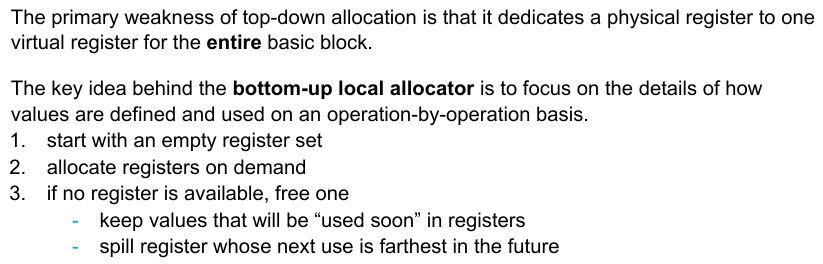 The primary weakness of top-down allocation is that it dedicates a physical register to one
virtual register for the entire basic block.
The key idea behind the bottom-up local allocator is to focus on the details of how
values are defined and used on an operation-by-operation basis.
1. start with an empty register set
2. allocate registers on demand
3. if no register is available, free one
- keep values that will be “used soon” in registers
- spill register whose next use is farthest in the future